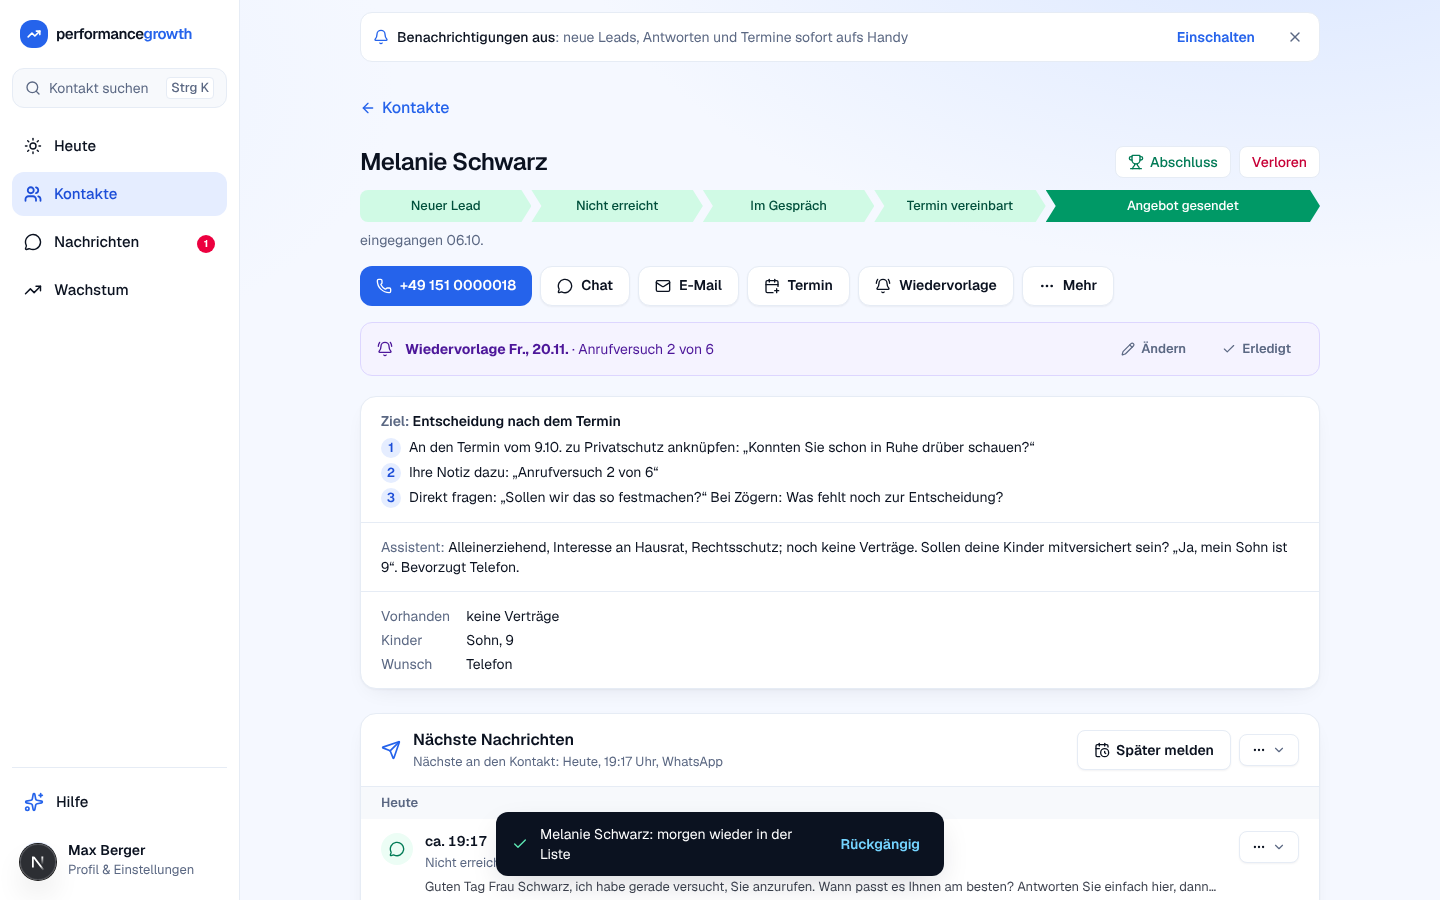 performancegrowth
Kontakt suchen Strg K
Heute
Kontakte
Nachrichten 1
Wachstum
Hilfe
Max Berger
Profil & Einstellungen
Benachrichtigungen aus: neue Leads, Antworten und Termine sofort aufs Handy Einschalten
Kontakte
Melanie Schwarz Abschluss Verloren
Neuer Lead Nicht erreicht Im Gespräch Termin vereinbart Angebot gesendet
eingegangen 06.10.
+49 151 0000018 Chat E-Mail Termin Wiedervorlage Mehr
Wiedervorlage Fr., 20.11. · Anrufversuch 2 von 6 Ändern Erledigt
Ziel: Entscheidung nach dem Termin
1 An den Termin vom 9.10. zu Privatschutz anknüpfen: „Konnten Sie schon in Ruhe drüber schauen?“
2 Ihre Notiz dazu: „Anrufversuch 2 von 6“
3 Direkt fragen: „Sollen wir das so festmachen?“ Bei Zögern: Was fehlt noch zur Entscheidung?
Assistent: Alleinerziehend, Interesse an Hausrat, Rechtsschutz; noch keine Verträge. Sollen deine Kinder mitversichert sein? „Ja, mein Sohn ist
9“. Bevorzugt Telefon.
Vorhanden keine Verträge
Kinder Sohn, 9
Wunsch Telefon
Nächste Nachrichten
Nächste an den Kontakt: Heute, 19:17 Uhr, WhatsApp
Später melden
Heute
ca. 19:17
Nicht
Guten Tag Frau Schwarz, ich habe gerade versucht, Sie anzurufen. Wann passt es Ihnen am besten? Antworten Sie einfach hier, dann...
Melanie Schwarz: morgen wieder in der
Liste
Rückgängig
N